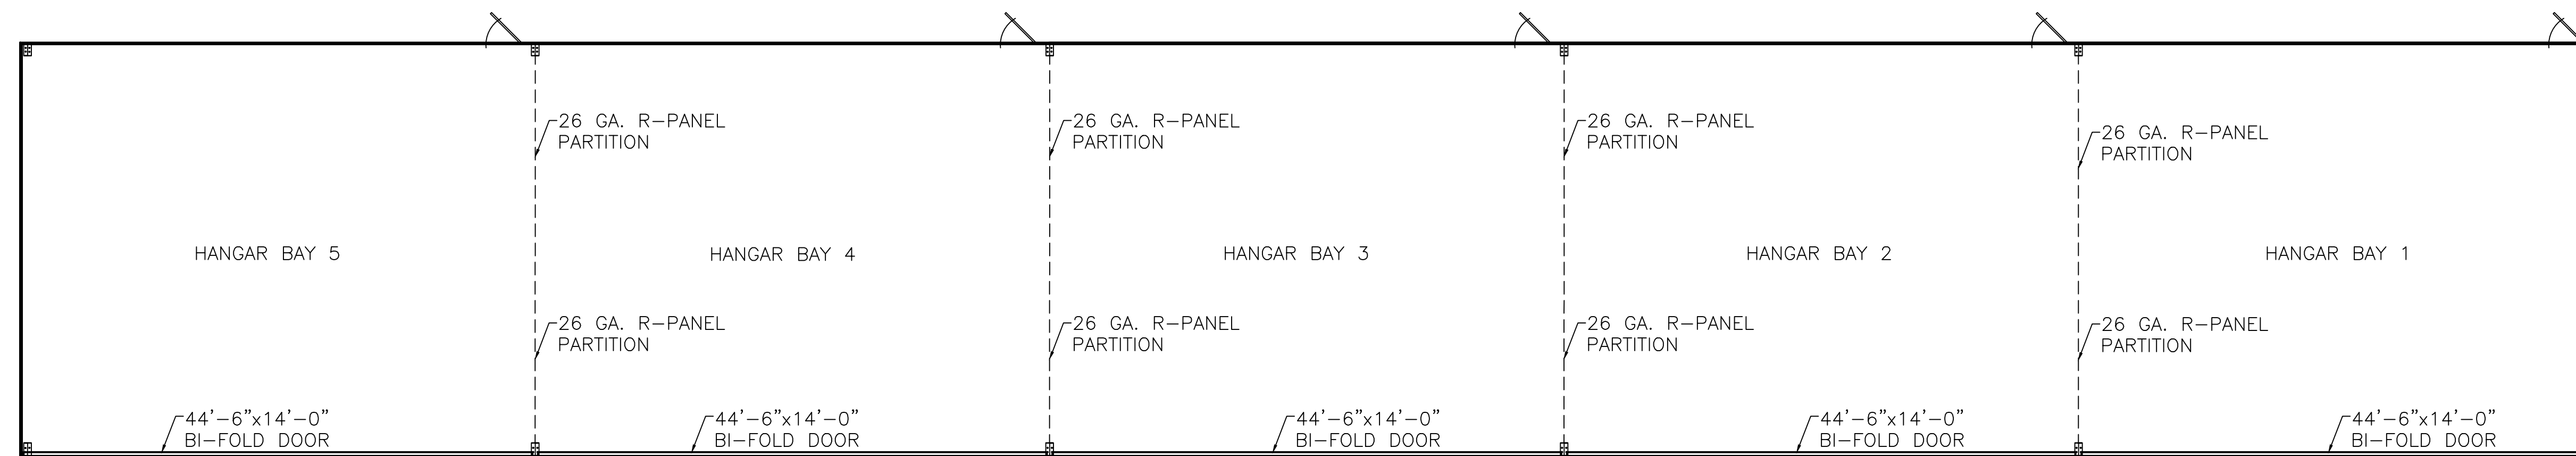 26 GA. R-PANEL
PARTITION
26 GA. R-PANEL
PARTITION
26 GA. R-PANEL
PARTITION
26 GA. R-PANEL
PARTITION
HANGAR BAY 5
HANGAR BAY 4
HANGAR BAY 3
HANGAR BAY 2
HANGAR BAY 1
26 GA. R-PANEL
PARTITION
26 GA. R-PANEL
PARTITION
26 GA. R-PANEL
PARTITION
26 GA. R-PANEL
PARTITION
44'-6"x14'-0"
BI-FOLD DOOR
44'-6"x14'-0"
BI-FOLD DOOR
44'-6"x14'-0"
BI-FOLD DOOR
44'-6"x14'-0"
BI-FOLD DOOR
44'-6"x14'-0"
BI-FOLD DOOR